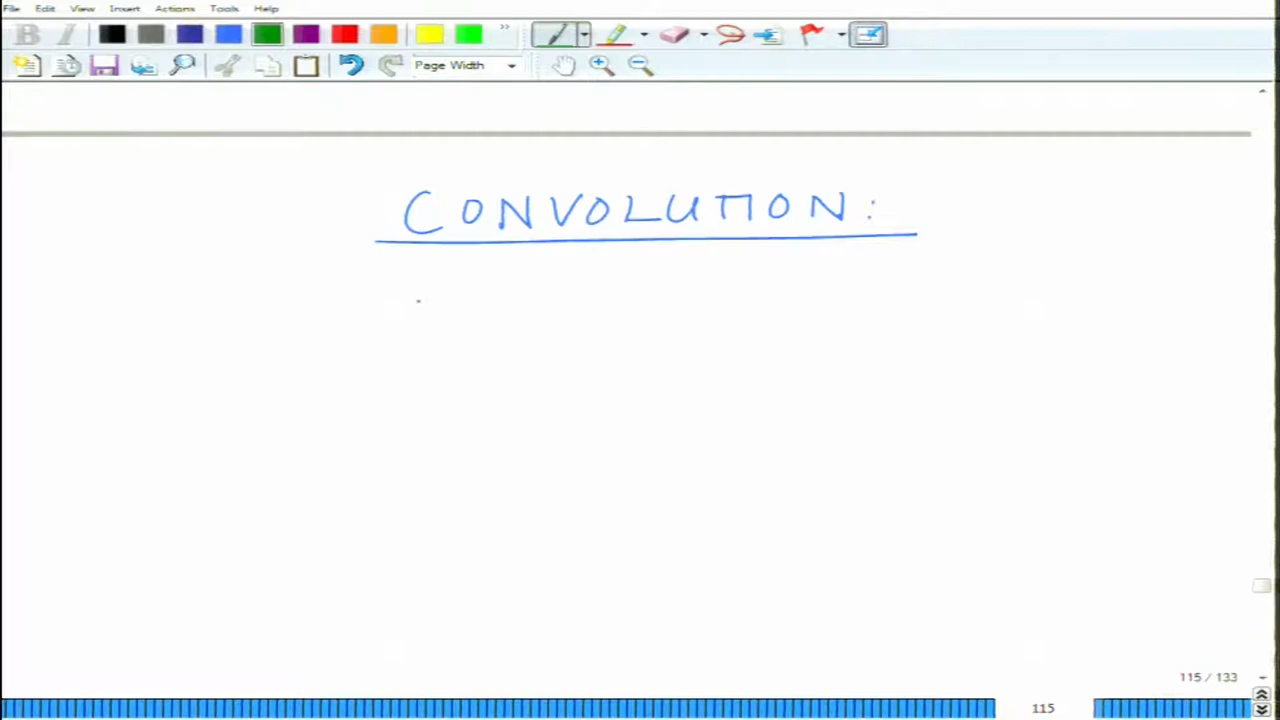 File Edit View Insert Actions Tools Help
B I
Page Width
CONVOLUTION:
115 / 133
115